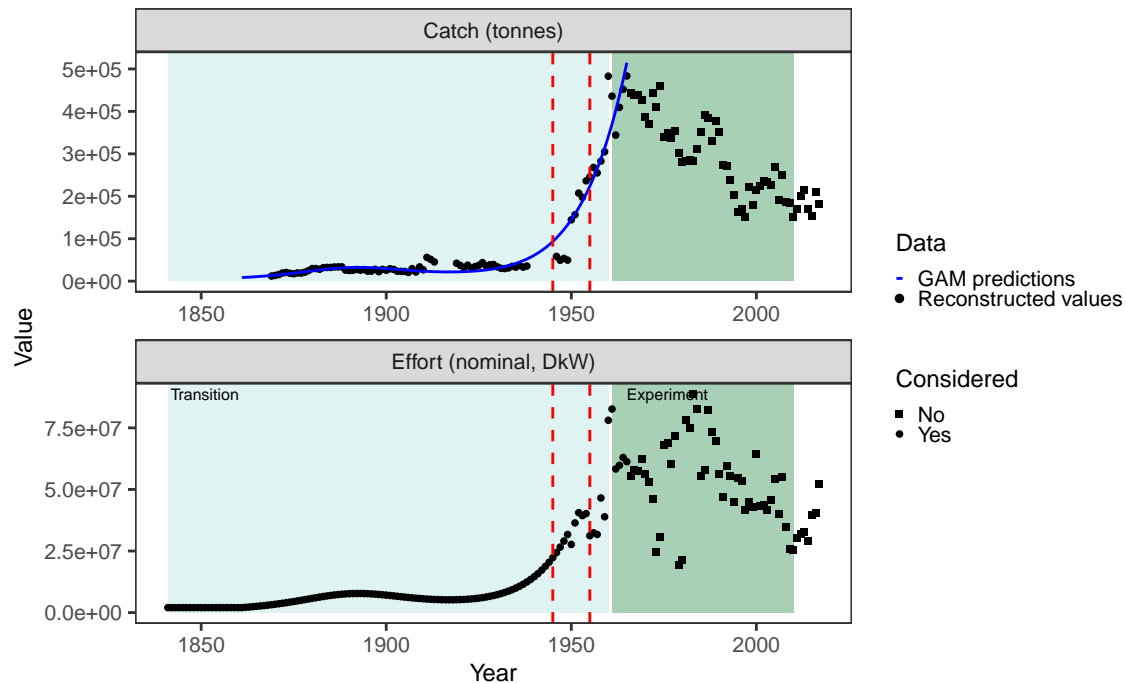 Catch (tonnes)
5e+05
4e+05
3e+05
2e+05
1e+05
0e+00
1850 1900 1950 2000
Value
Effort (nominal, DkW)
Transition Experiment
7.5e+07
5.0e+07
2.5e+07
0.0e+00
1850 1900 1950 2000
Year
Data
GAM predictions
Reconstructed values
Considered
No
Yes